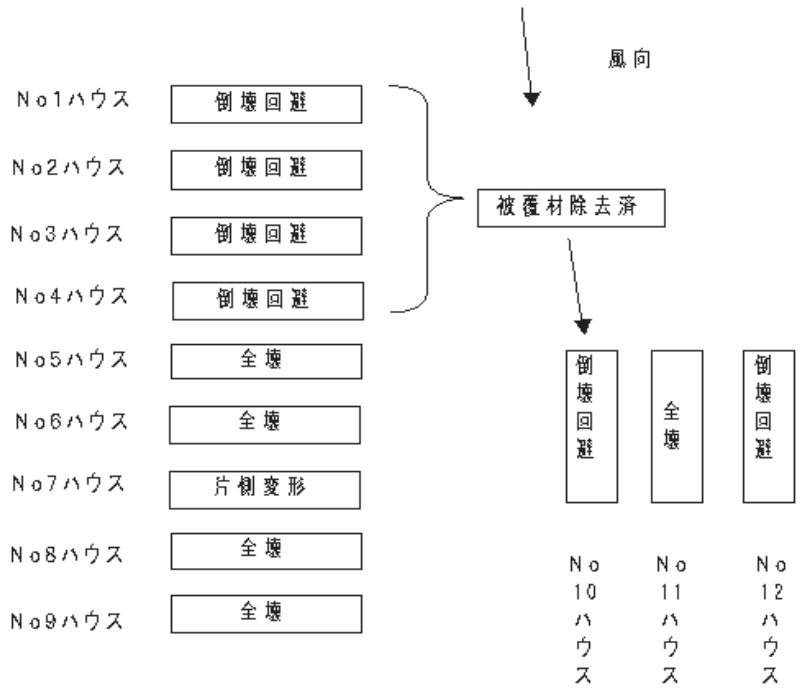 風向
No1ハウス 倒壊回避
No2ハウス 倒壊回避
No3ハウス 倒壊回避
No4ハウス 倒壊回避
被覆材除去済
No5ハウス 全壊
No6ハウス 全壊
No7ハウス 片側変形
No8ハウス 全壊
No9ハウス 全壊
倒壊回避
全壊
倒壊回避
No10ハウス
No11ハウス
No12ハウス